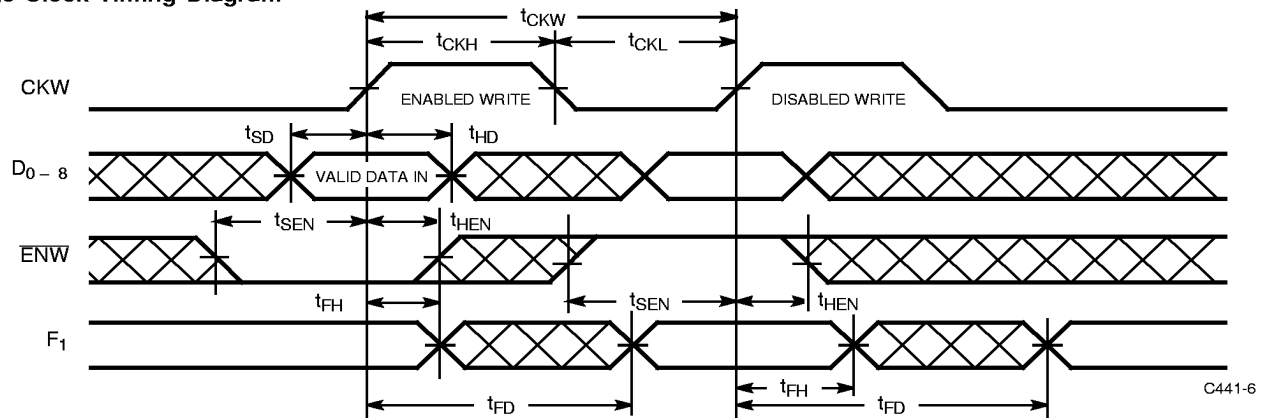 Clock Timing Diagram
tCKW
tCKH
tCKL
CKW
ENABLED WRITE
DISABLED WRITE
tSD
tHD
D0 – 8
VALID DATA IN
tSEN
tHEN
ENW
tFH
tSEN
tHEN
F1
tFH
C441-6
tFD
tFD